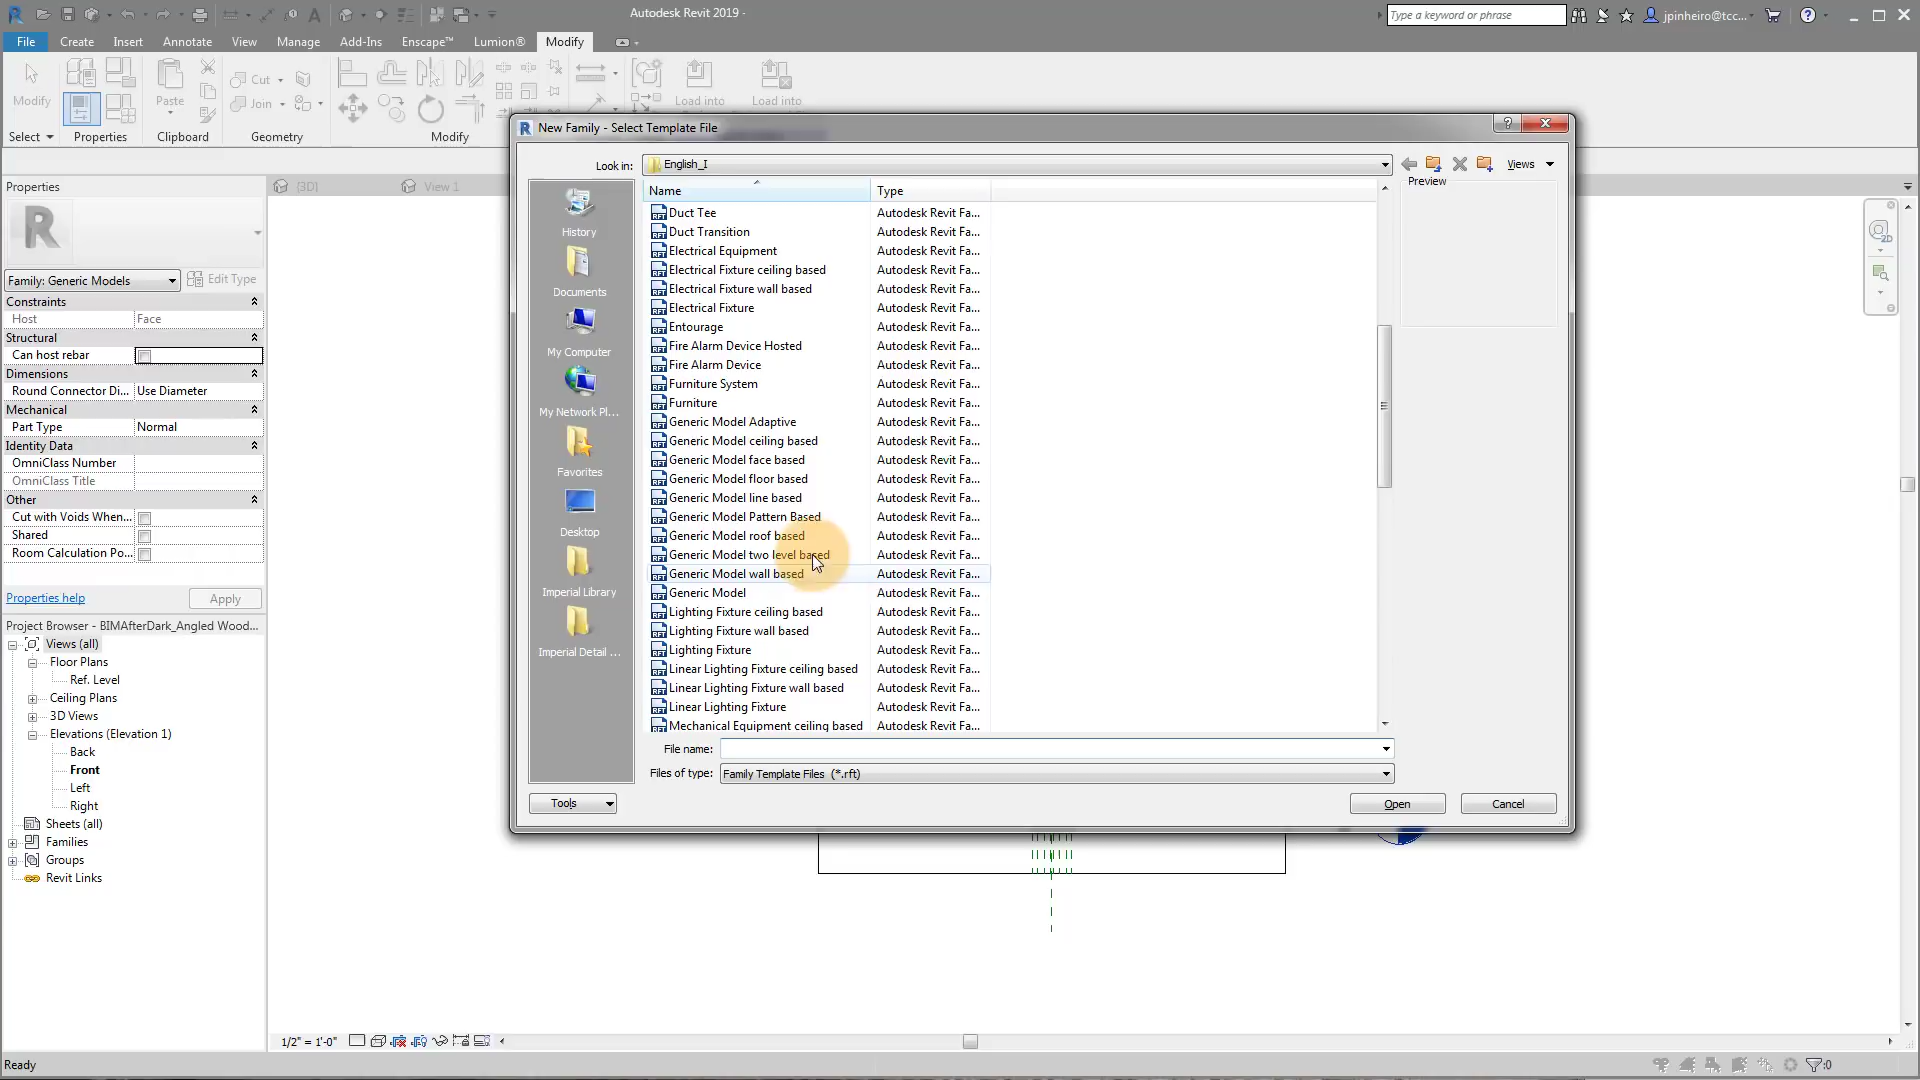 Autodesk Revit 2019 -
Type a keyword or phrase
jpinheiro@tcc...
File Create Insert Annotate View Manage Add-Ins Enscape™ Lumion® Modify
Modify
Paste
Cut
Join
Load into
Load into
Select Properties Clipboard Geometry Modify
Properties
{3D}
View 1
Family: Generic Models
Edit Type
Constraints
Host Face
Structural
Can host rebar
Dimensions
Round Connector Di... Use Diameter
Mechanical
Part Type Normal
Identity Data
OmniClass Number
OmniClass Title
Other
Cut with Voids When...
Shared
Room Calculation Po...
Properties help
Apply
Project Browser - BIMAfterDark_Angled Wood...
Views (all)
Floor Plans
Ref. Level
Ceiling Plans
3D Views
Elevations (Elevation 1)
Back
Front
Left
Right
Sheets (all)
Families
Groups
Revit Links
New Family - Select Template File
Look in: English_I
Views
Preview
History
Documents
My Computer
My Network Pl...
Favorites
Desktop
Imperial Library
Imperial Detail ...
Name Type
Duct Tee Autodesk Revit Fa...
Duct Transition Autodesk Revit Fa...
Electrical Equipment Autodesk Revit Fa...
Electrical Fixture ceiling based Autodesk Revit Fa...
Electrical Fixture wall based Autodesk Revit Fa...
Electrical Fixture Autodesk Revit Fa...
Entourage Autodesk Revit Fa...
Fire Alarm Device Hosted Autodesk Revit Fa...
Fire Alarm Device Autodesk Revit Fa...
Furniture System Autodesk Revit Fa...
Furniture Autodesk Revit Fa...
Generic Model Adaptive Autodesk Revit Fa...
Generic Model ceiling based Autodesk Revit Fa...
Generic Model face based Autodesk Revit Fa...
Generic Model floor based Autodesk Revit Fa...
Generic Model line based Autodesk Revit Fa...
Generic Model Pattern Based Autodesk Revit Fa...
Generic Model roof based Autodesk Revit Fa...
Generic Model two level based Autodesk Revit Fa...
Generic Model wall based Autodesk Revit Fa...
Generic Model Autodesk Revit Fa...
Lighting Fixture ceiling based Autodesk Revit Fa...
Lighting Fixture wall based Autodesk Revit Fa...
Lighting Fixture Autodesk Revit Fa...
Linear Lighting Fixture ceiling based Autodesk Revit Fa...
Linear Lighting Fixture wall based Autodesk Revit Fa...
Linear Lighting Fixture Autodesk Revit Fa...
Mechanical Equipment ceiling based Autodesk Revit Fa...
File name:
Files of type: Family Template Files (*.rft)
Tools
Open
Cancel
1/2" = 1'-0"
Ready
:0